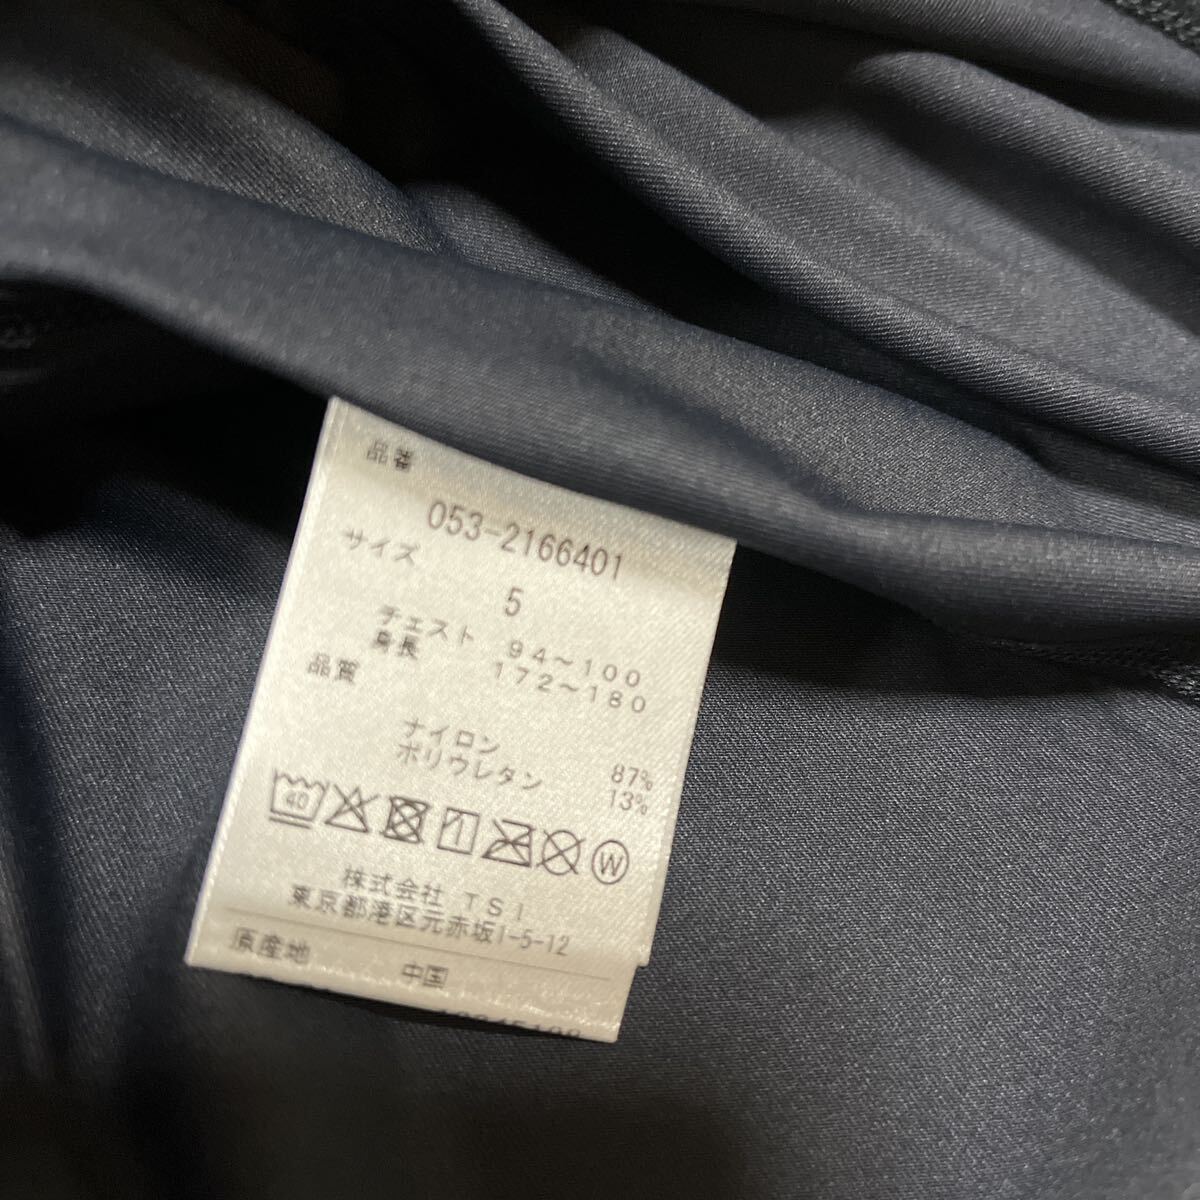 品番
053-2166401
サイズ
5
チェスト 94～100
身長 172～180
品質
ナイロン 87%
ポリウレタン 13%
40 W
株式会社 TSI
東京都港区元赤坂1-5-12
原産地 中国